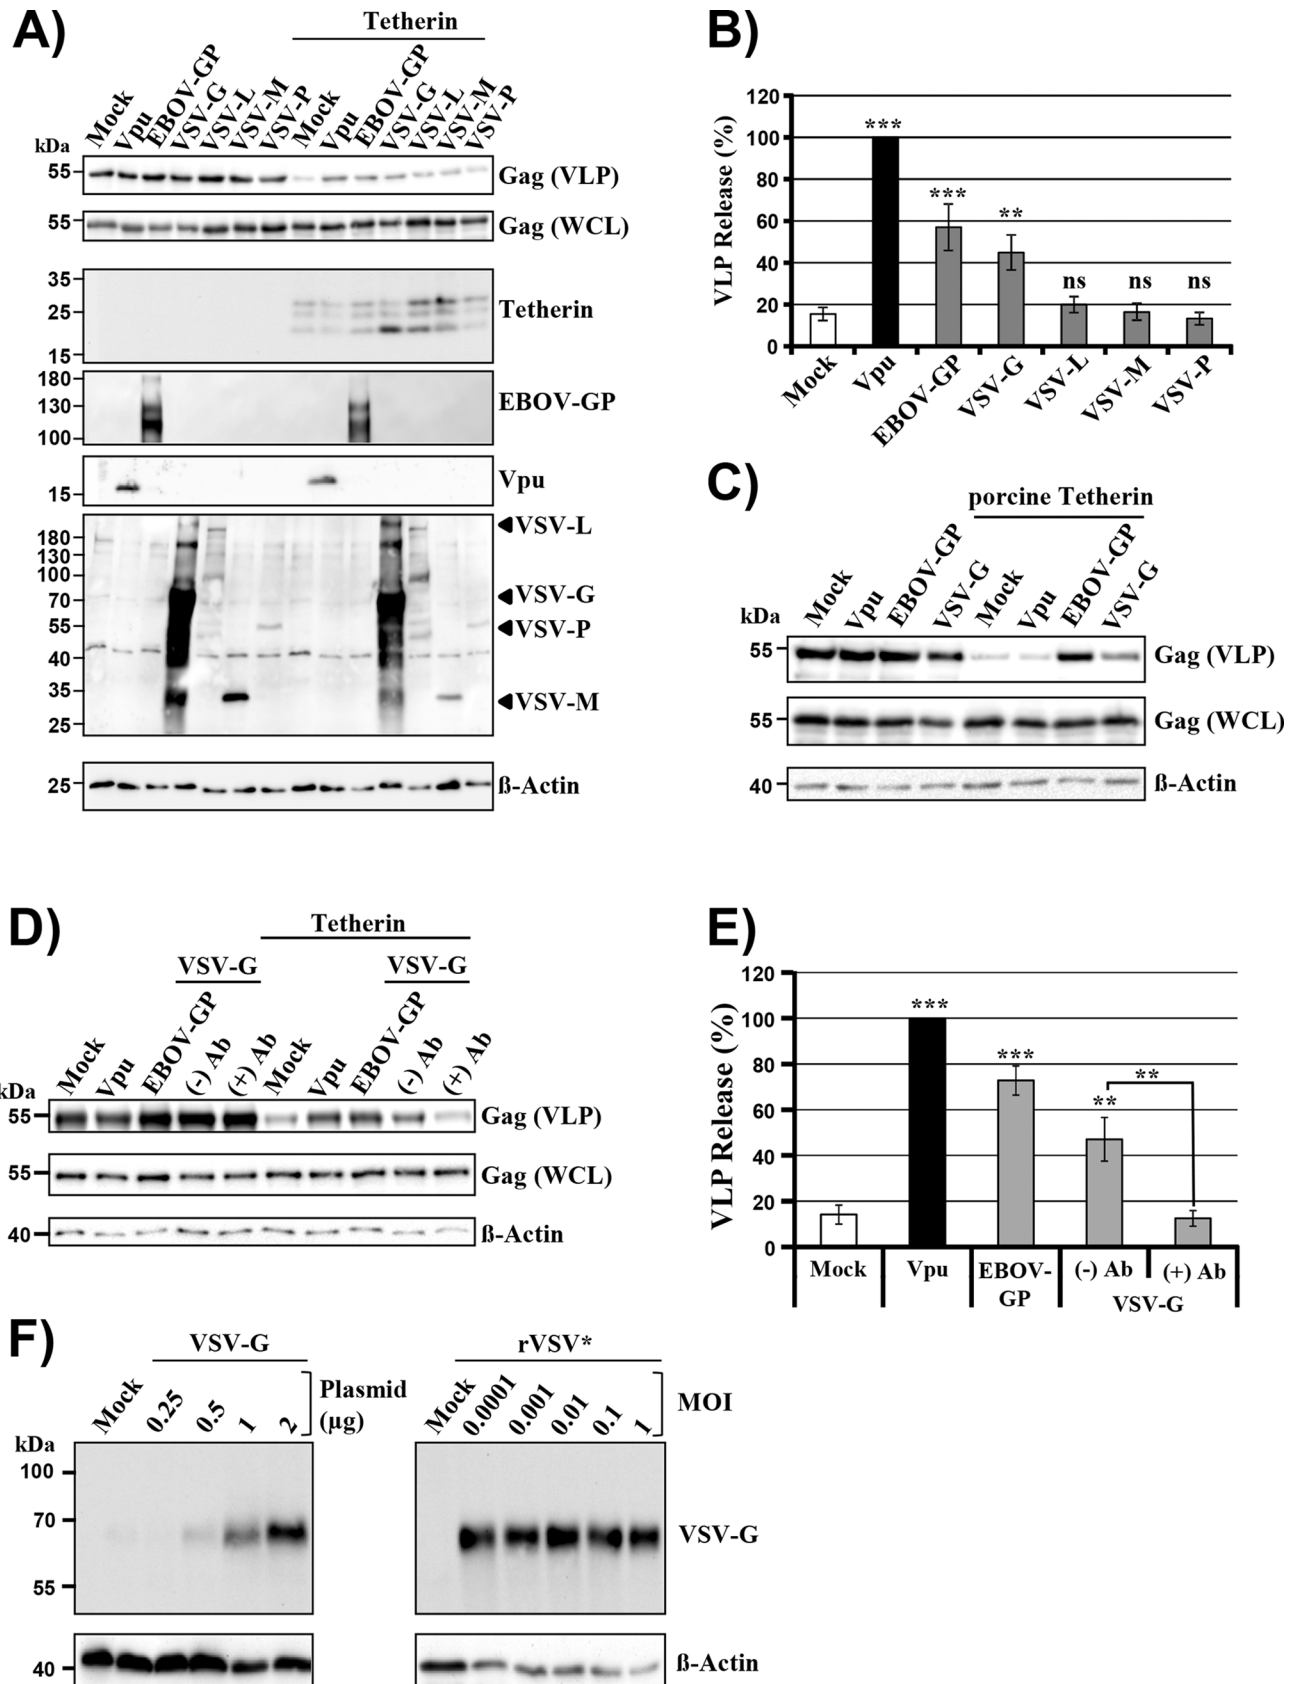 A)
Tetherin
Mock
Vpu
EBOV-GP
VSV-G
VSV-L
VSV-M
VSV-P
Mock
Vpu
EBOV-GP
VSV-G
VSV-L
VSV-M
VSV-P
kDa
55
Gag (VLP)
55
Gag (WCL)
35
25
15
Tetherin
180
130
100
EBOV-GP
15
Vpu
180
130
100
70
55
40
35
25
VSV-L
VSV-G
VSV-P
VSV-M
25
ß-Actin
B)
VLP Release (%)
120
100
80
60
40
20
0
***
***
**
ns
ns
ns
Mock
Vpu
EBOV-GP
VSV-G
VSV-L
VSV-M
VSV-P
C)
porcine Tetherin
Mock
Vpu
EBOV-GP
VSV-G
Mock
Vpu
EBOV-GP
VSV-G
kDa
55
Gag (VLP)
55
Gag (WCL)
40
ß-Actin
D)
Tetherin
VSV-G
VSV-G
Mock
Vpu
EBOV-GP
(-) Ab
(+) Ab
Mock
Vpu
EBOV-GP
(-) Ab
(+) Ab
kDa
55
Gag (VLP)
55
Gag (WCL)
40
ß-Actin
E)
VLP Release (%)
120
100
80
60
40
20
0
***
***
**
**
Mock
Vpu
EBOV-
GP
(-) Ab
(+) Ab
VSV-G
F)
VSV-G
Mock
0.25
0.5
1
2
Plasmid
(µg)
rVSV*
Mock
0.0001
0.001
0.01
0.1
1
MOI
kDa
100
70
55
VSV-G
40
ß-Actin